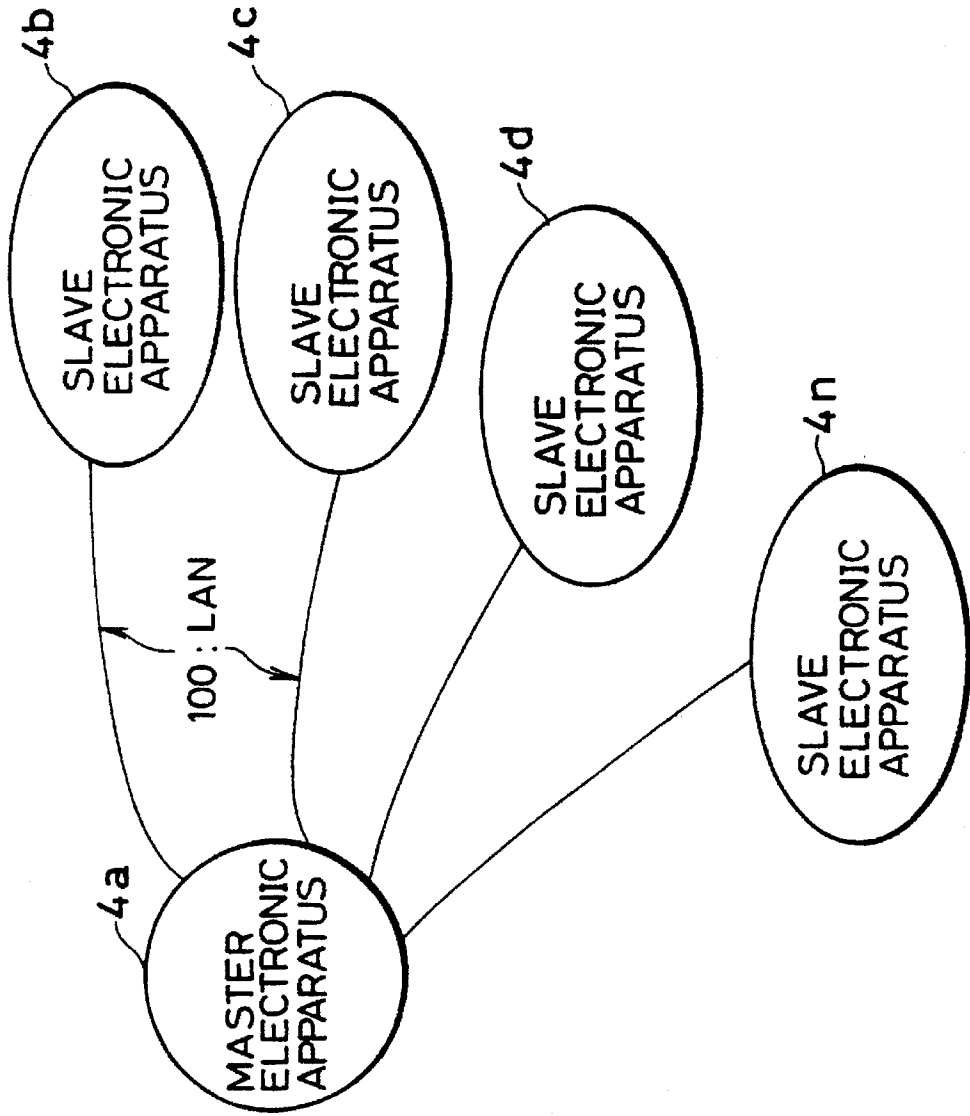 4a
MASTER
ELECTRONIC
APPARATUS
100 : LAN
4b
SLAVE
ELECTRONIC
APPARATUS
4c
SLAVE
ELECTRONIC
APPARATUS
4d
SLAVE
ELECTRONIC
APPARATUS
4n
SLAVE
ELECTRONIC
APPARATUS